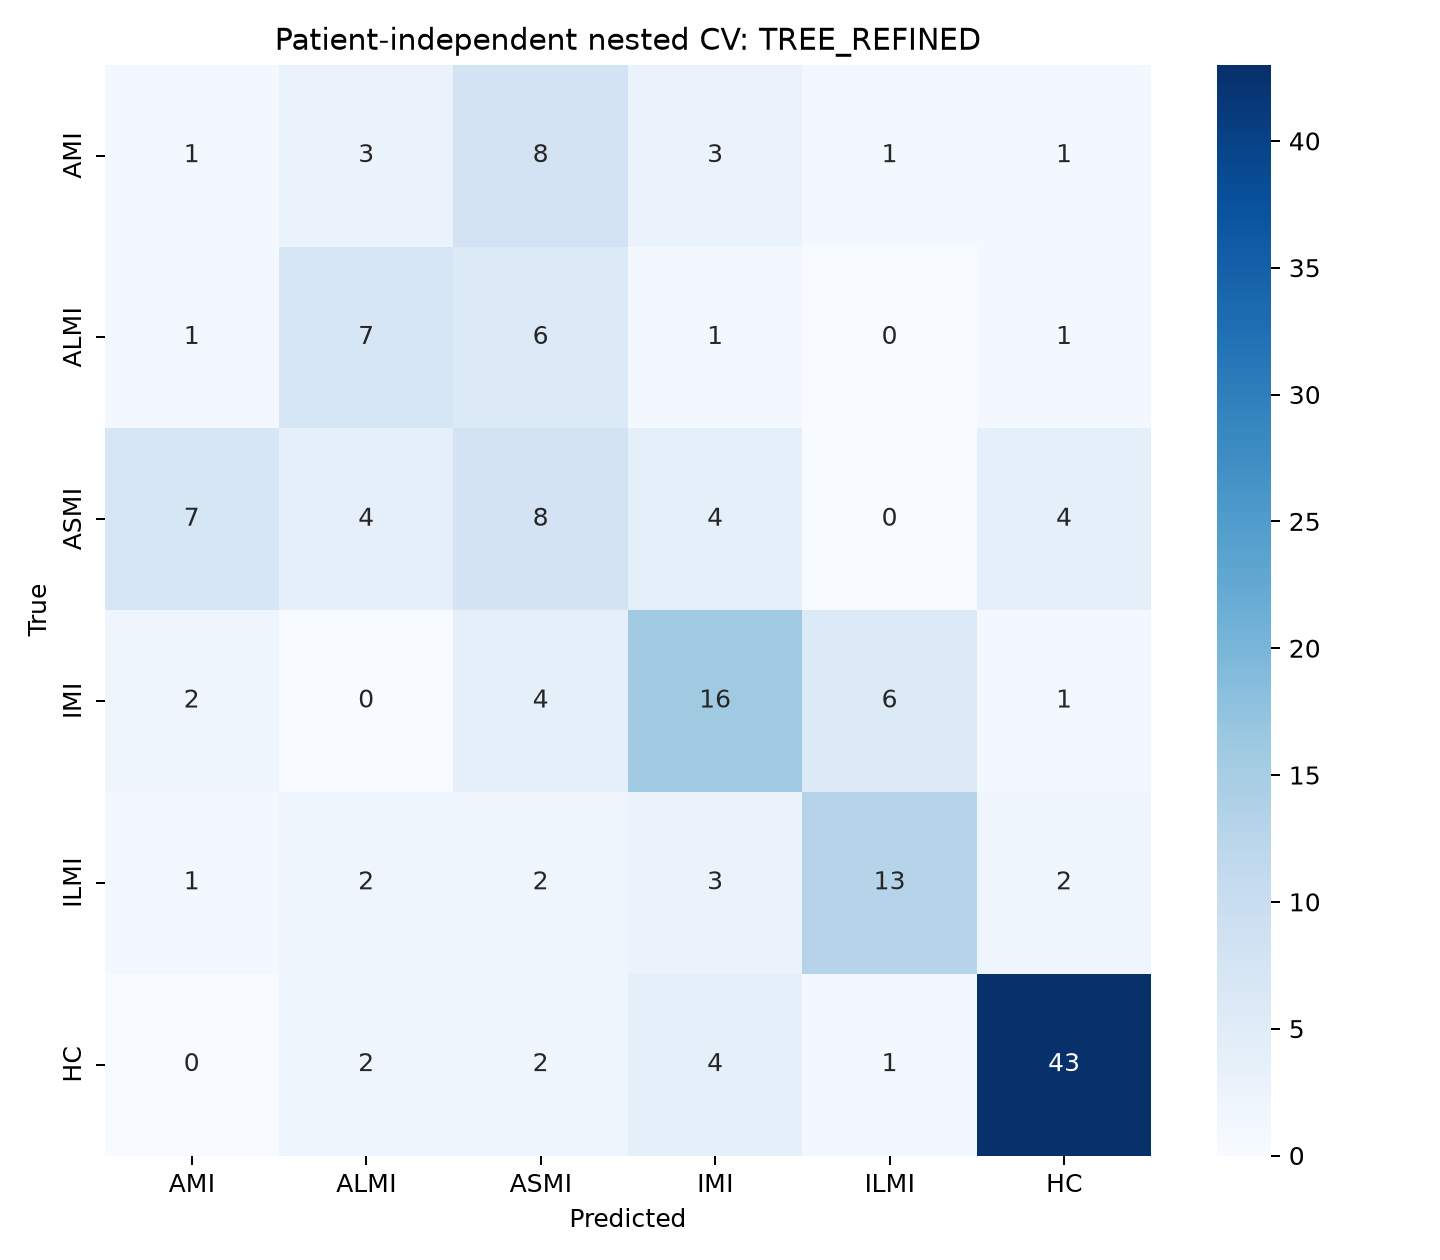 Patient-independent nested CV: TREE_REFINED
AMI 1 3 8 3 1 1
ALMI 1 7 6 1 0 1
ASMI 7 4 8 4 0 4
IMI 2 0 4 16 6 1
ILMI 1 2 2 3 13 2
HC 0 2 2 4 1 43
True
AMI ALMI ASMI IMI ILMI HC
Predicted
40
35
30
25
20
15
10
5
0